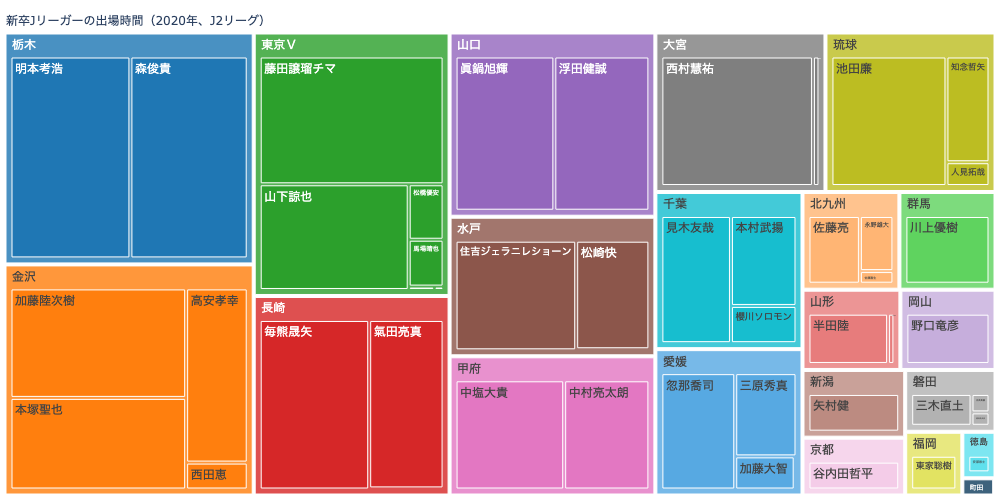 新卒Jリーガーの出場時間（2020年、J2リーグ）
栃木
明本考浩
森俊貴
金沢
加藤陸次樹
高安孝幸
本塚聖也
西田恵
東京Ｖ
藤田譲瑠チマ
山下諒也
松橋優安
馬場晴也
長崎
毎熊晟矢
氣田亮真
山口
眞鍋旭輝
浮田健誠
水戸
住吉ジェラニレショーン
松崎快
甲府
中塩大貴
中村亮太朗
大宮
西村慧祐
琉球
池田廉
知念哲矢
人見拓哉
千葉
見木友哉
本村武揚
櫻川ソロモン
愛媛
忽那喬司
三原秀真
加藤大智
北九州
佐藤亮
永野雄大
群馬
川上優樹
山形
半田陸
岡山
野口竜彦
新潟
矢村健
磐田
三木直土
京都
谷内田哲平
福岡
東家聡樹
徳島
町田